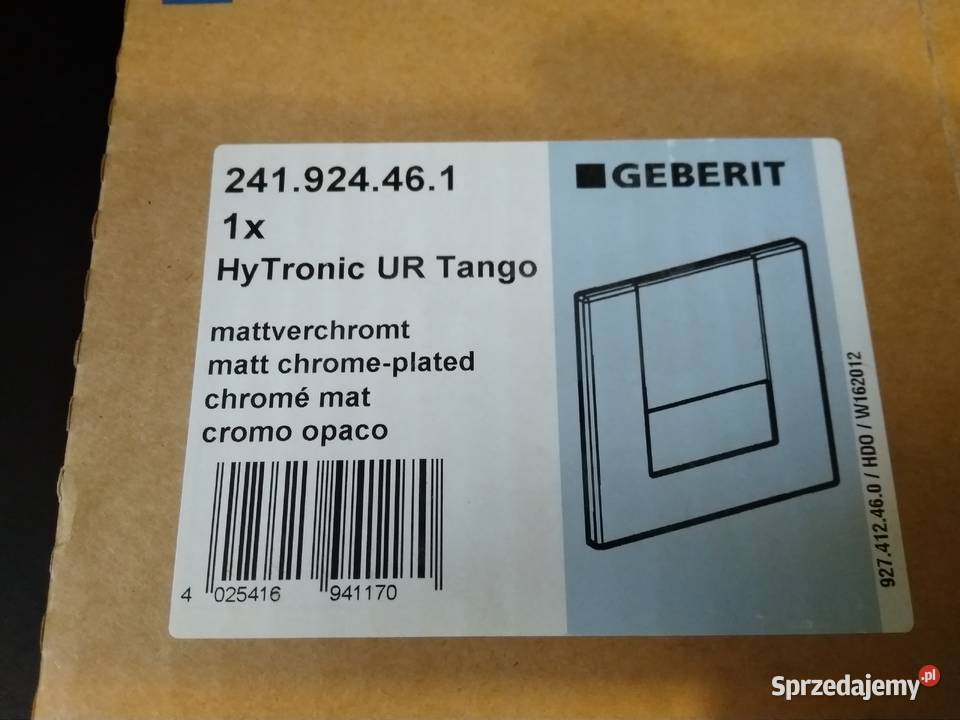 241.924.46.1
1x
HyTronic UR Tango
mattverchromt
matt chrome-plated
chromé mat
cromo opaco
4 025416 941170
GEBERIT
927.412.46.0 / HDO / W162012
Sprzedajemy.pl